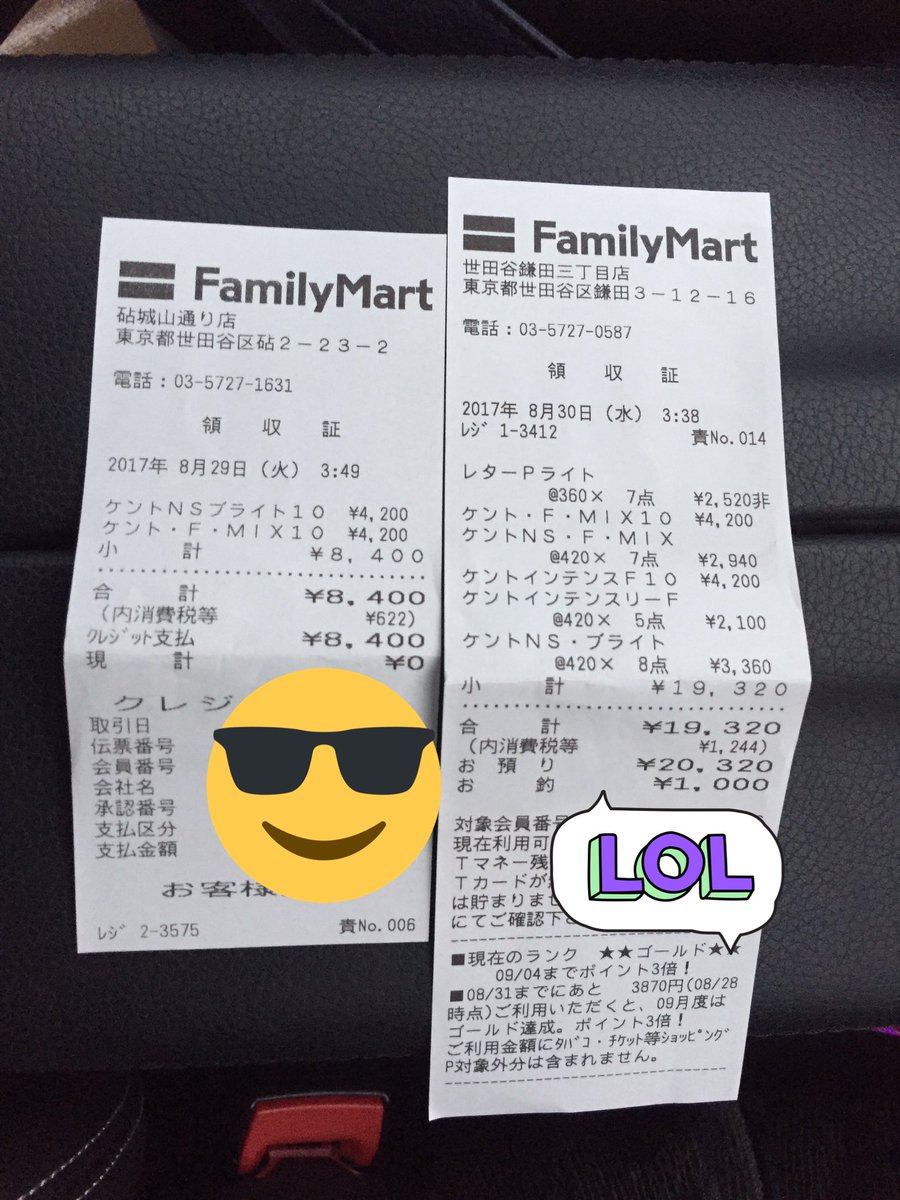 FamilyMart
砧城山通り店
東京都世田谷区砧２－２３－２
電話：03-5727-1631
領 収 証
2017年 8月29日（火） 3:49
ケントＮＳブライト１０ ¥4,200
ケント・Ｆ・ＭＩＸ１０ ¥4,200
小 計 ¥８，４００
合 計 ¥8,400
（内消費税等 ¥622）
ｸﾚｼﾞｯﾄ支払 ¥8,400
現 計 ¥0
クレジ
取引日
伝票番号
会員番号
会社名
承認番号
支払区分
支払金額
お客様
ﾚｼﾞ 2-3575 責No.006
FamilyMart
世田谷鎌田三丁目店
東京都世田谷区鎌田３－１２－１６
電話：03-5727-0587
領 収 証
2017年 8月30日（水） 3:38
ﾚｼﾞ 1-3412 責No.014
レターＰライト
@360× 7点 ¥2,520非
ケント・Ｆ・ＭＩＸ１０ ¥4,200
ケントＮＳ・Ｆ・ＭＩＸ
@420× 7点 ¥2,940
ケントインテンスＦ１０ ¥4,200
ケントインテンスリーＦ
@420× 5点 ¥2,100
ケントＮＳ・ブライト
@420× 8点 ¥3,360
小 計 ¥１９，３２０
合 計 ¥19,320
（内消費税等 ¥1,244）
お 預 り ¥20,320
お 釣 ¥1,000
対象会員番号
現在利用可
Ｔマネー残
Ｔカードが
は貯まりませ
にてご確認下
LOL
■現在のランク ★★ゴールド★★
09/04までポイント3倍！
■08/31までにあと 3870円(08/28
時点)ご利用いただくと、09月度は
ゴールド達成。ポイント3倍！
ご利用金額にﾀﾊﾞｺ・ﾁｹｯﾄ等ｼｮｯﾋﾟﾝｸﾞ
P対象外分は含まれません。